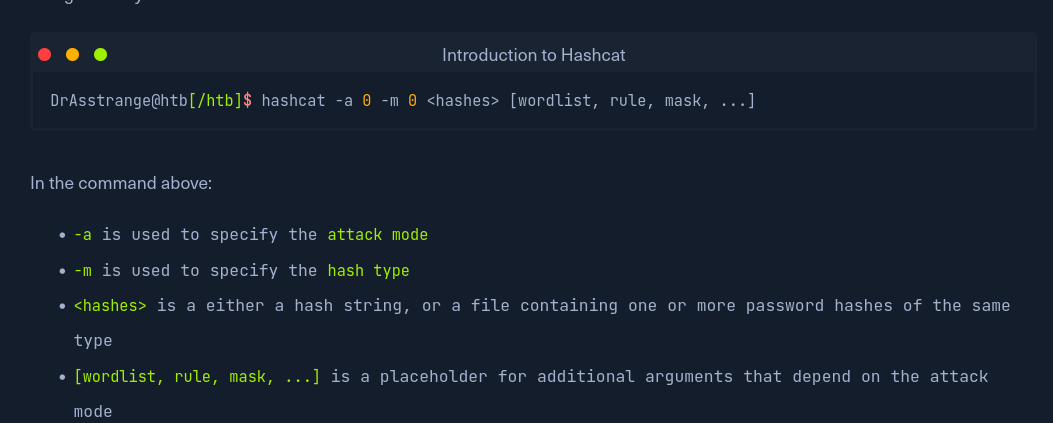 Introduction to Hashcat
DrAsstrange@htb[/htb]$ hashcat -a 0 -m 0 <hashes> [wordlist, rule, mask, ...]
In the command above:
• -a is used to specify the attack mode
• -m is used to specify the hash type
• <hashes> is a either a hash string, or a file containing one or more password hashes of the same
type
• [wordlist, rule, mask, ...] is a placeholder for additional arguments that depend on the attack
mode